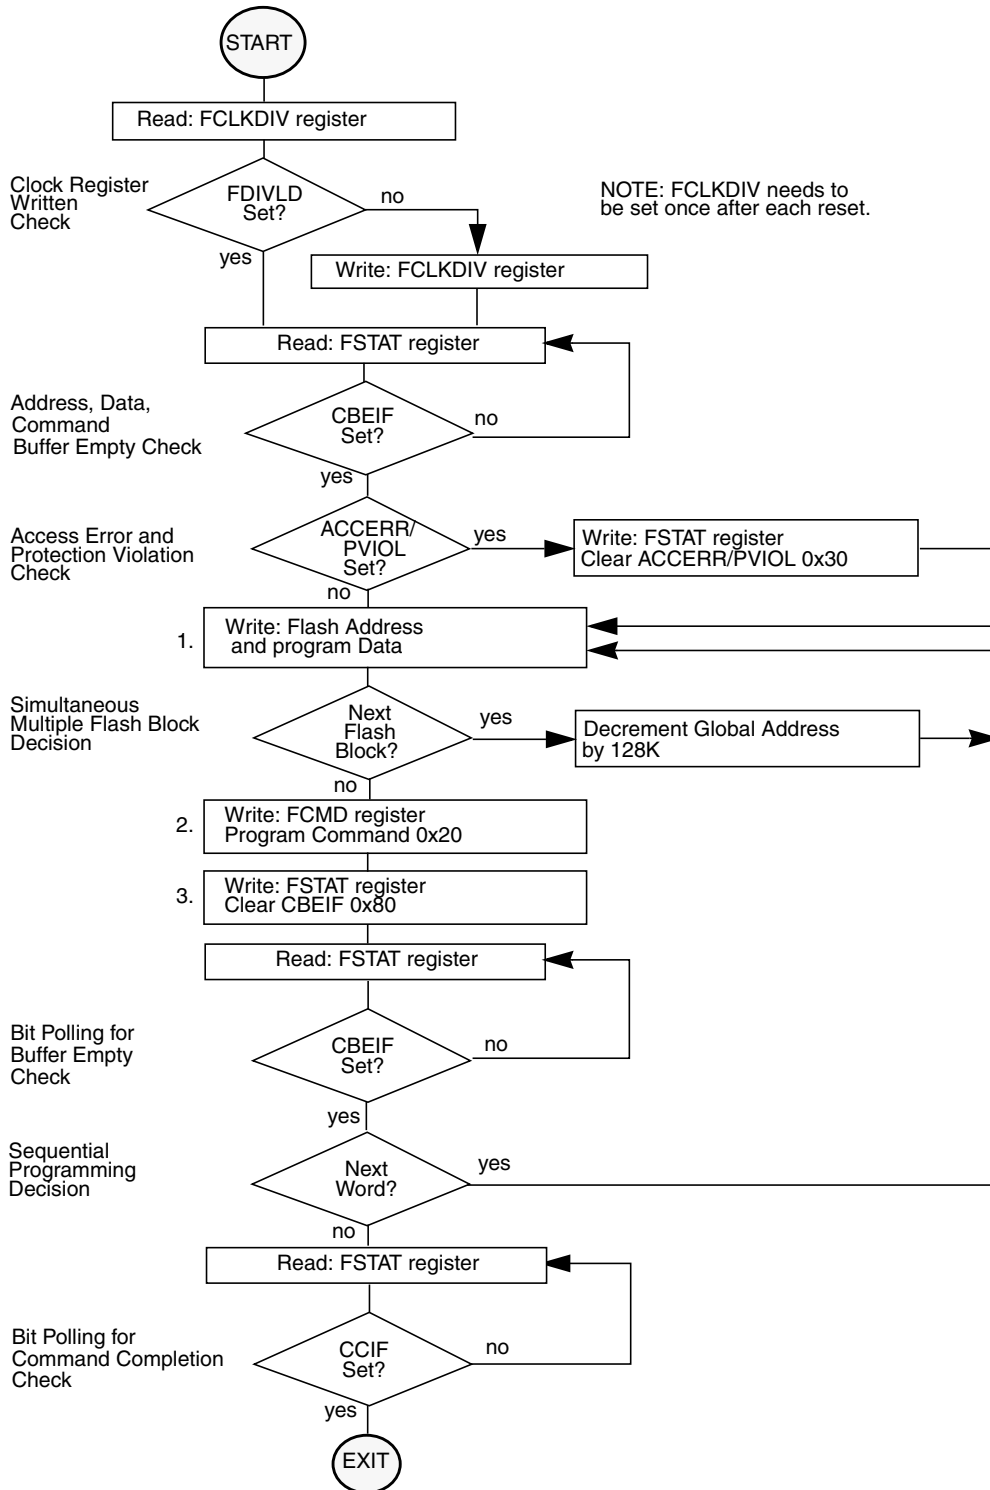 START
Read: FCLKDIV register
Clock Register
Written
Check
FDIVLD
Set?
no
yes
NOTE: FCLKDIV needs to
be set once after each reset.
Write: FCLKDIV register
Read: FSTAT register
Address, Data,
Command
Buffer Empty Check
CBEIF
Set?
no
yes
Access Error and
Protection Violation
Check
ACCERR/
PVIOL
Set?
yes
no
Write: FSTAT register
Clear ACCERR/PVIOL 0x30
1.
Write: Flash Address
and program Data
Simultaneous
Multiple Flash Block
Decision
Next
Flash
Block?
yes
no
Decrement Global Address
by 128K
2.
Write: FCMD register
Program Command 0x20
3.
Write: FSTAT register
Clear CBEIF 0x80
Read: FSTAT register
Bit Polling for
Buffer Empty
Check
CBEIF
Set?
no
yes
Sequential
Programming
Decision
Next
Word?
yes
no
Read: FSTAT register
Bit Polling for
Command Completion
Check
CCIF
Set?
no
yes
EXIT